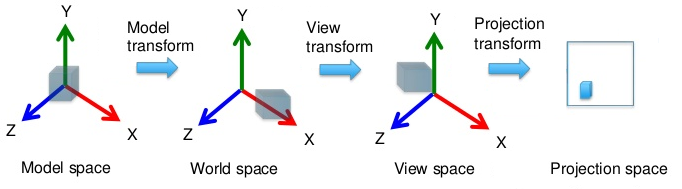 Y
Z
X
Model space
Model
transform
Y
Z
X
World space
View
transform
Y
Z
X
View space
Projection
transform
Projection space